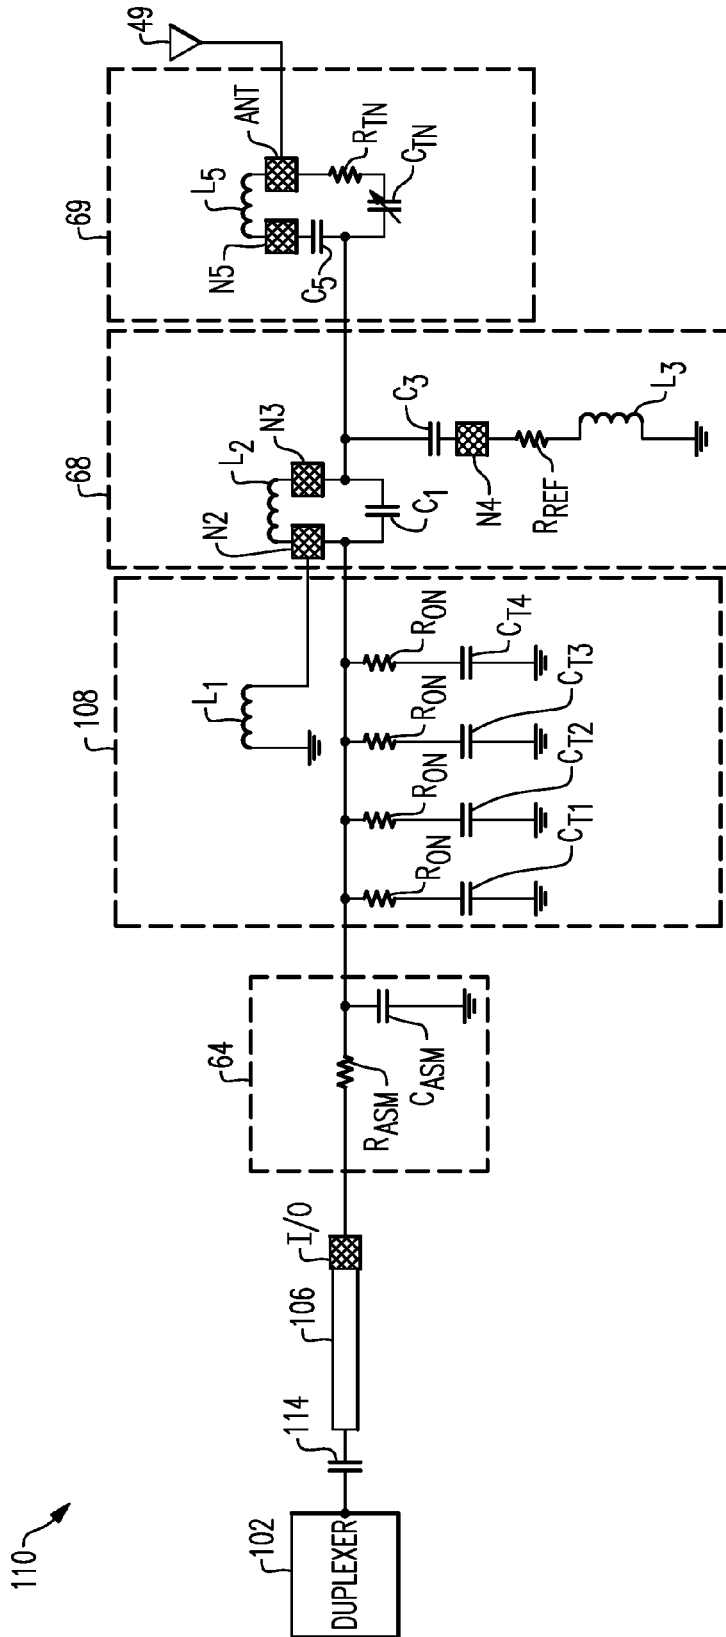 110
102
DUPLEXER
114
106
I/O
64
RASM
CASM
108
L1
RON
RON
RON
RON
CT1
CT2
CT3
CT4
68
N2
L2
N3
C1
C3
N4
RREF
L3
69
N5
L5
ANT
C5
RTN
CTN
49